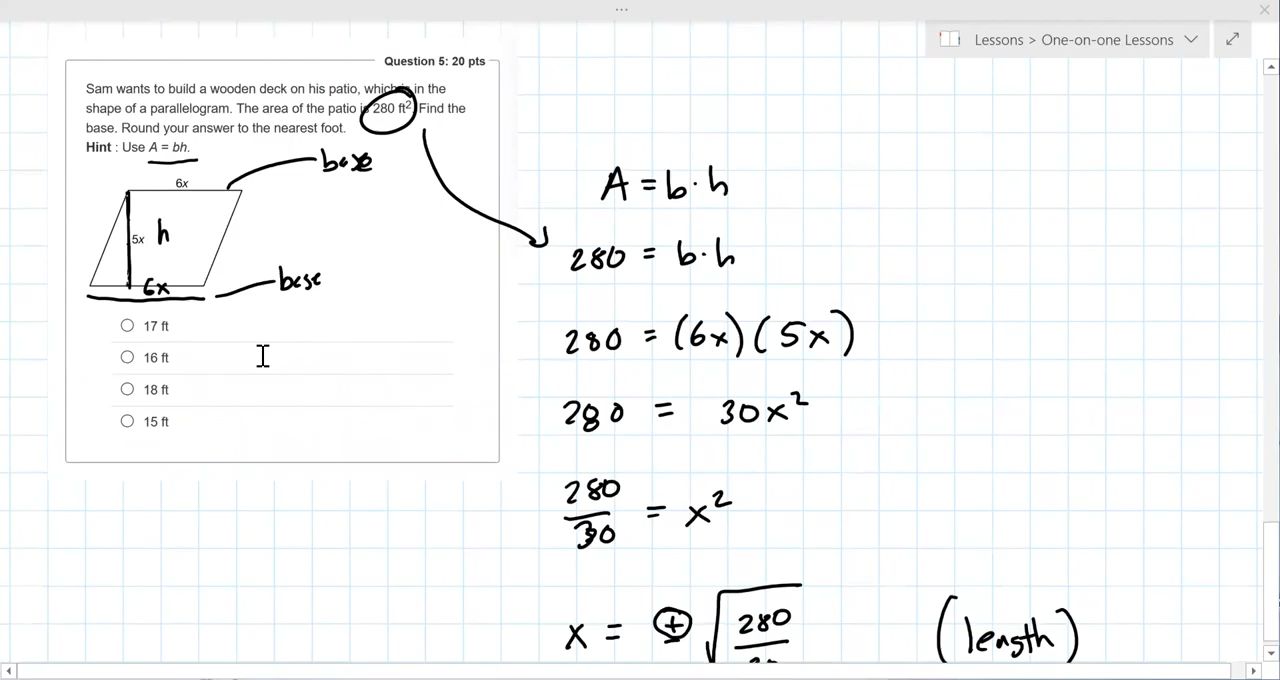 Lessons > One-on-one Lessons
Question 5: 20 pts
Sam wants to build a wooden deck on his patio, which is in the
shape of a parallelogram. The area of the patio is 280 ft². Find the
base. Round your answer to the nearest foot.
Hint : Use A = bh.
base
6x
5x h
6x
base
17 ft
16 ft
18 ft
15 ft
A = b·h
280 = b·h
280 = (6x)(5x)
280 = 30x²
280
30
= x²
x = + √280
(length)